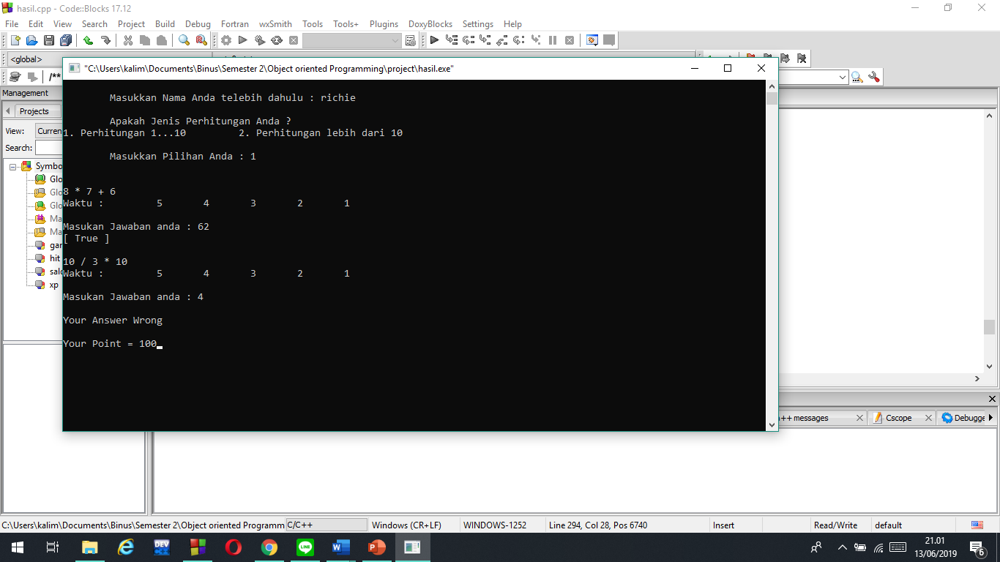 hasil.cpp - Code::Blocks 17.12
File Edit View Search Project Build Debug Fortran wxSmith Tools Tools+ Plugins DoxyBlocks Settings Help
<global>
"C:\Users\kalim\Documents\Binus\Semester 2\Object oriented Programming\project\hasil.exe"
/**
Management
Projects
View: Curren
Search:
Symbo
Glo
Glo
Glo
Ma
Ma
gar
hit
sal
xp
Masukkan Nama Anda telebih dahulu : richie
Apakah Jenis Perhitungan Anda ?
1. Perhitungan 1...10 2. Perhitungan lebih dari 10
Masukkan Pilihan Anda : 1
8 * 7 + 6
Waktu : 5 4 3 2 1
Masukan Jawaban anda : 62
[ True ]
10 / 3 * 10
Waktu : 5 4 3 2 1
Masukan Jawaban anda : 4
Your Answer Wrong
Your Point = 100
++ messages Cscope Debugge
C:\Users\kalim\Documents\Binus\Semester 2\Object oriented Programm C/C++ Windows (CR+LF) WINDOWS-1252 Line 294, Col 28, Pos 6740 Insert Read/Write default
DEV
LINE
21.01
13/06/2019
6